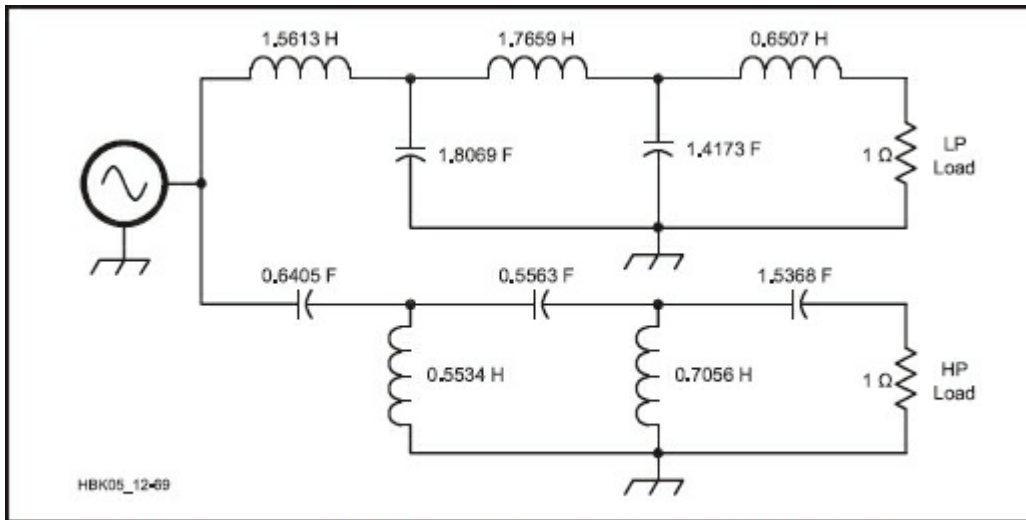 1.5613 H
1.7659 H
0.6507 H
1.8069 F
1.4173 F
1 Ω
LP
Load
0.6405 F
0.5563 F
1.5368 F
0.5534 H
0.7056 H
1 Ω
HP
Load
HBK05_12-69